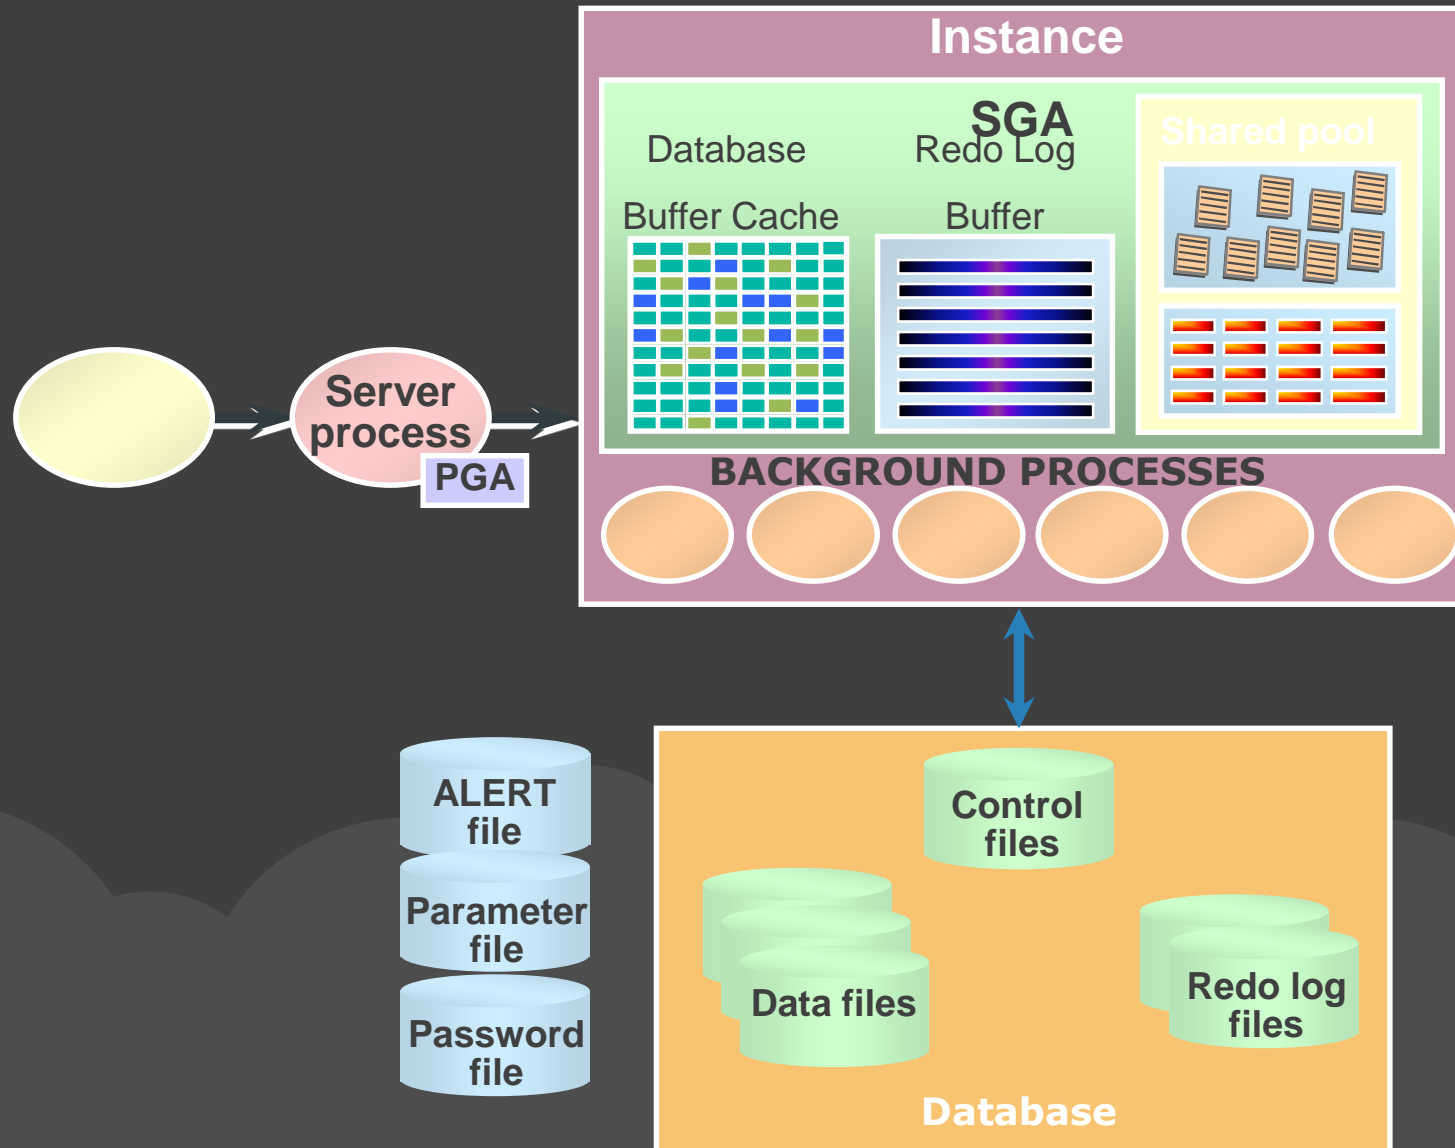 Instance
SGA
Shared pool
Database
Buffer Cache
Redo Log
Buffer
Server
process
PGA
BACKGROUND PROCESSES
ALERT
file
Parameter
file
Password
file
Control
files
Data files
Redo log
files
Database